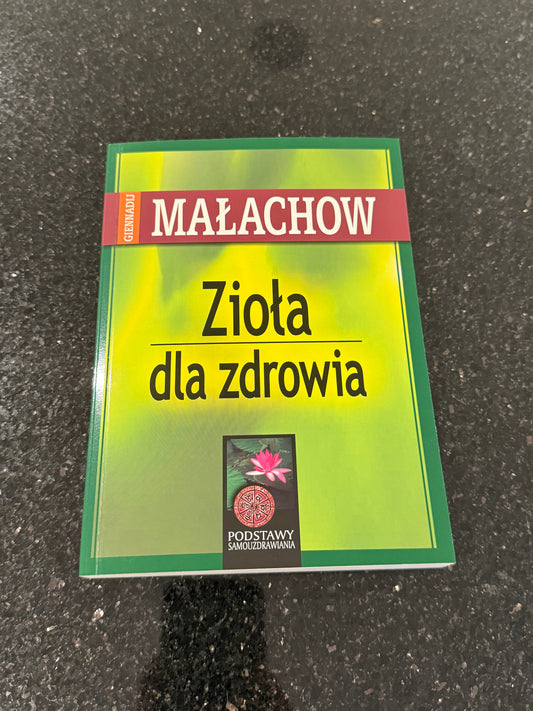 GIENNADIJ
MAŁACHOW
Zioła
dla zdrowia
PODSTAWY
SAMOUZDRAWIANIA